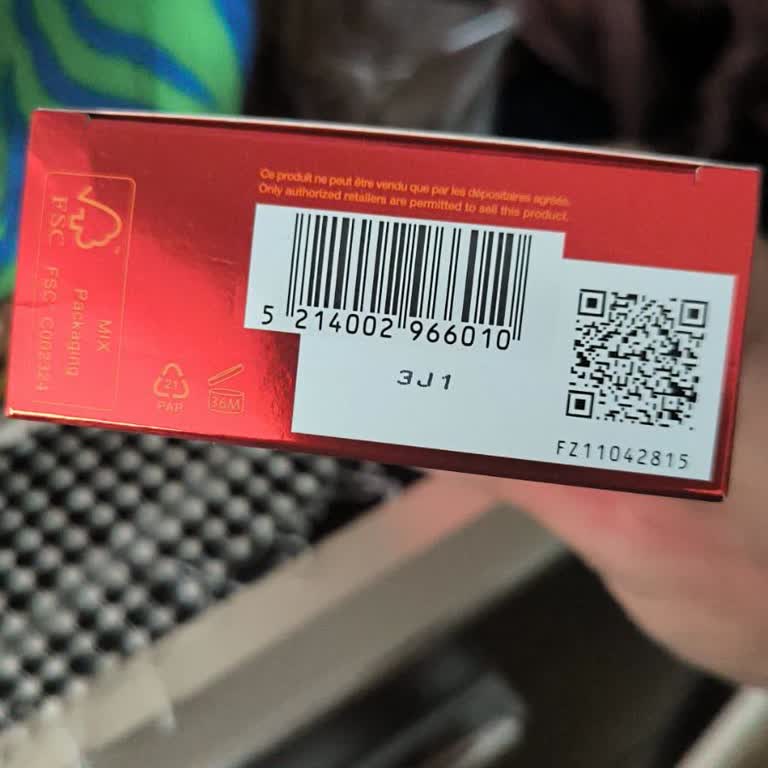 Ce produit ne peut être vendu que par les dépositaires agréés.
Only authorized retailers are permitted to sell this product.
5 214002 966010
3J1
FZ11042815
FSC
MIX
Packaging
FSC C002324
21
PAP
36M